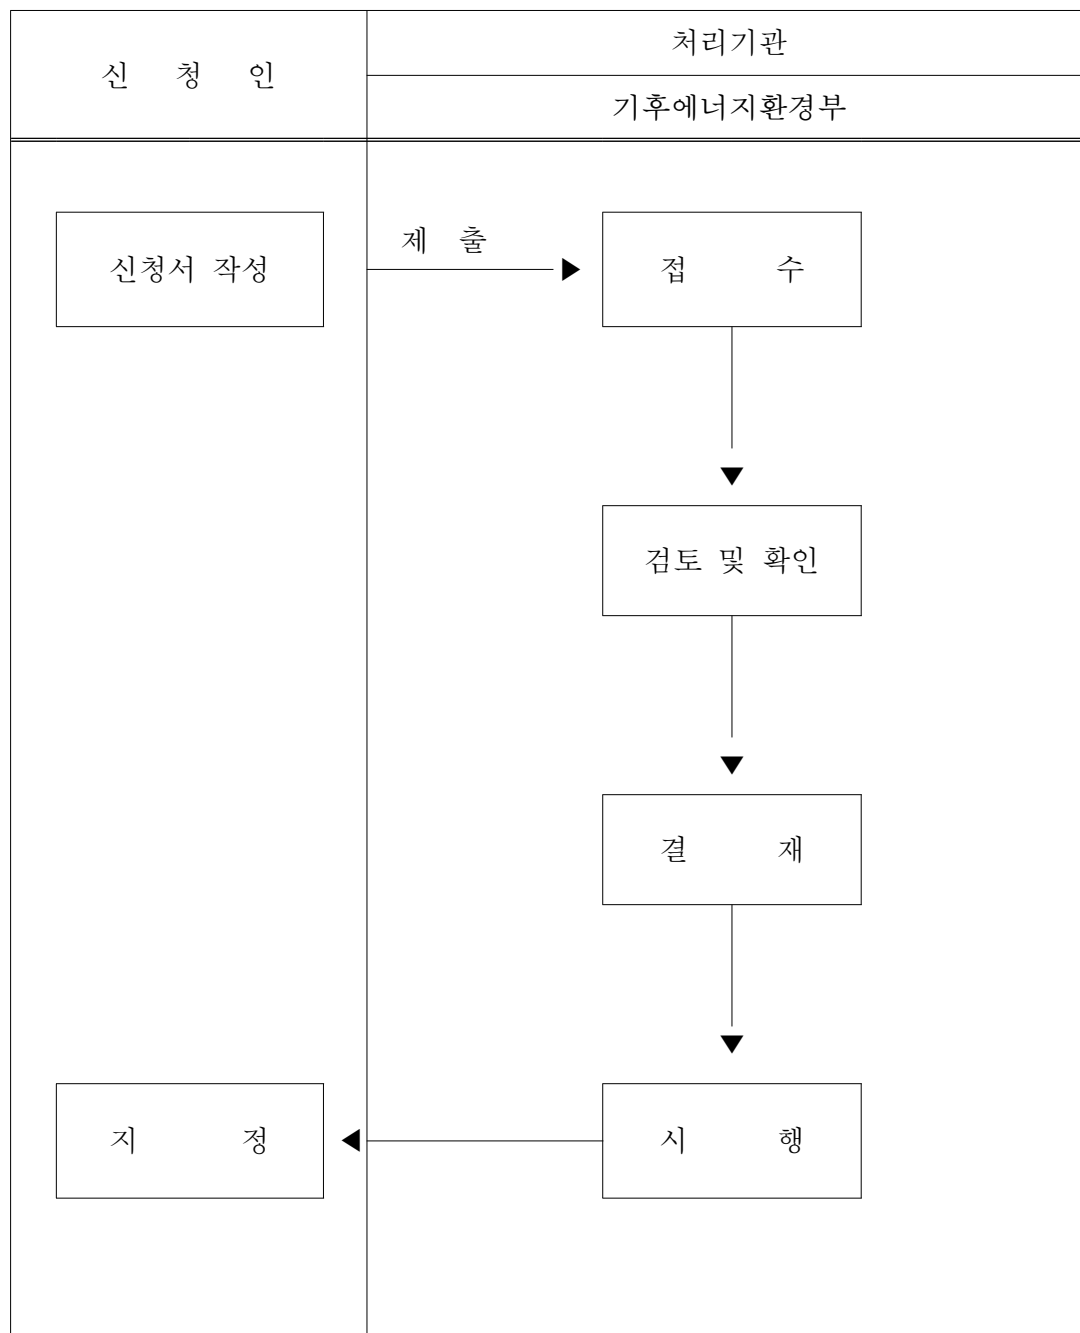 신 청 인
처리기관
기후에너지환경부
신청서 작성
제 출
접 수
검토 및 확인
결 재
시 행
지 정